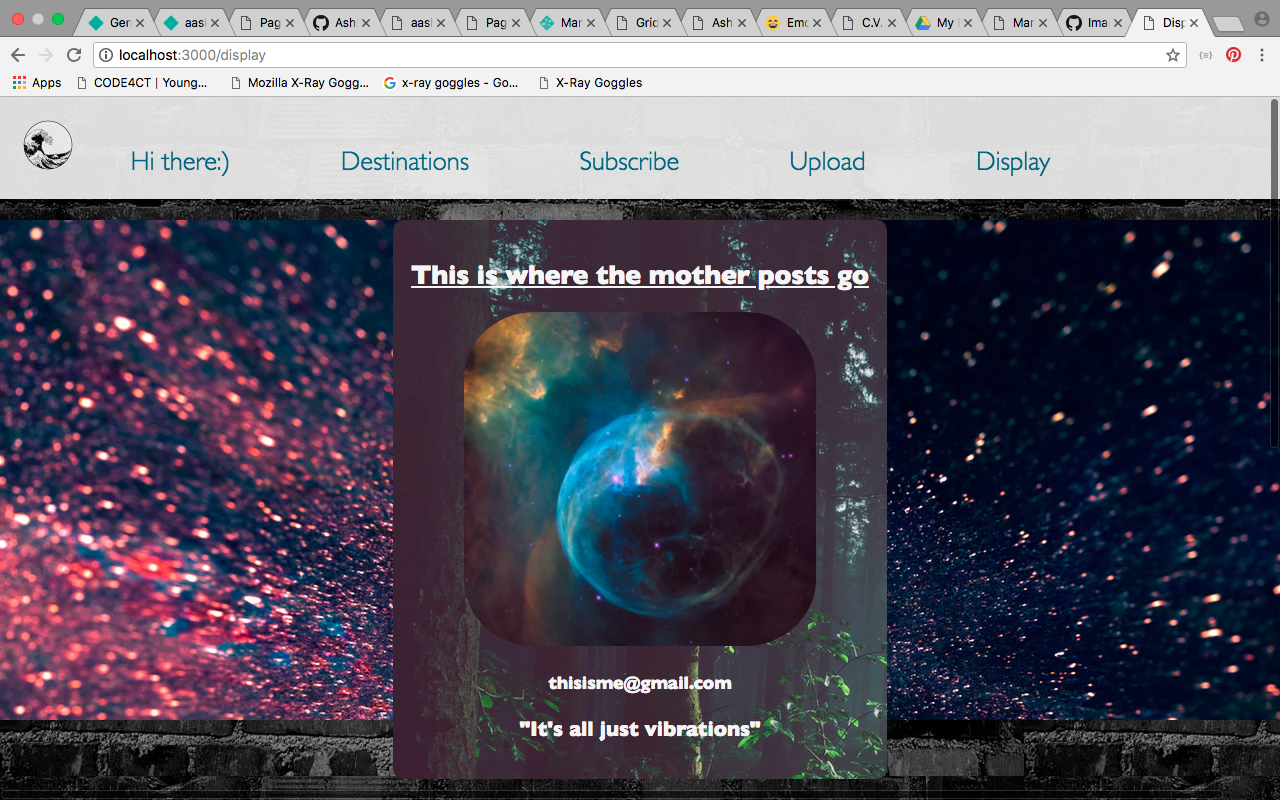 Ger
aasl
Pag
Ash
aasl
Pag
Mar
Grid
Ash
Emo
C.V.
My
Mar
Ima
Disp
localhost:3000/display
Apps
CODE4CT | Young...
Mozilla X-Ray Gogg...
x-ray goggles - Go...
X-Ray Goggles
Hi there:)
Destinations
Subscribe
Upload
Display
This is where the mother posts go
thisisme@gmail.com
"It's all just vibrations"